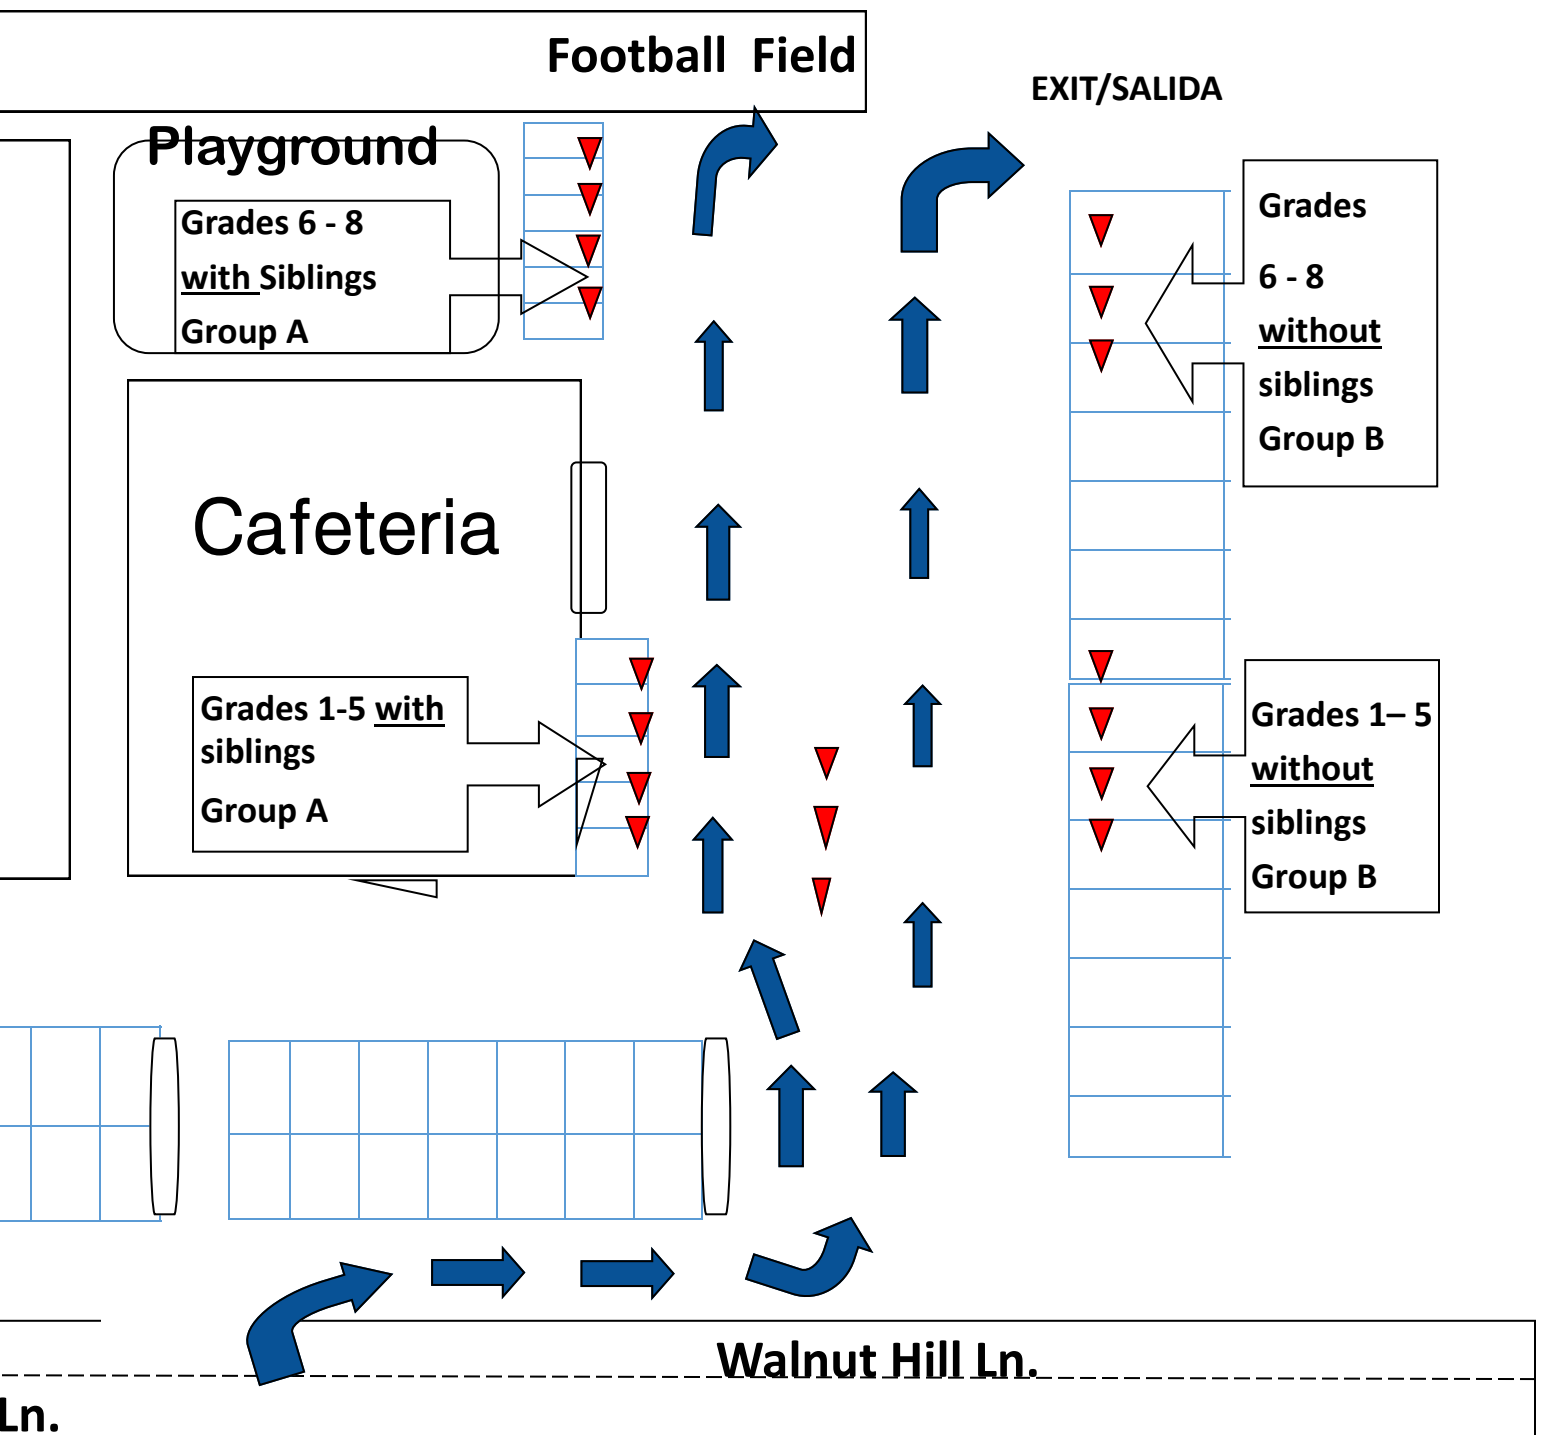 Football Field
EXIT/SALIDA
Playground
Grades 6 - 8
with Siblings
Group A
Grades
6 - 8
without
siblings
Group B
Cafeteria
Grades 1-5 with
siblings
Group A
Grades 1– 5
without
siblings
Group B
Walnut Hill Ln.
Ln.